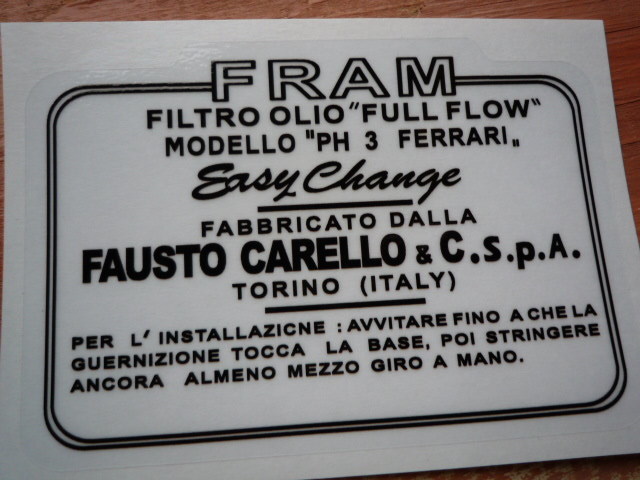 FRAM
FILTRO OLIO "FULL FLOW"
MODELLO "PH 3 FERRARI„
Easy Change
FABBRICATO DALLA
FAUSTO CARELLO & C.S.p.A.
TORINO (ITALY)
PER L' INSTALLAZICNE : AVVITARE FINO A CHE LA
GUERNIZIONE TOCCA LA BASE, POI STRINGERE
ANCORA ALMENO MEZZO GIRO A MANO.